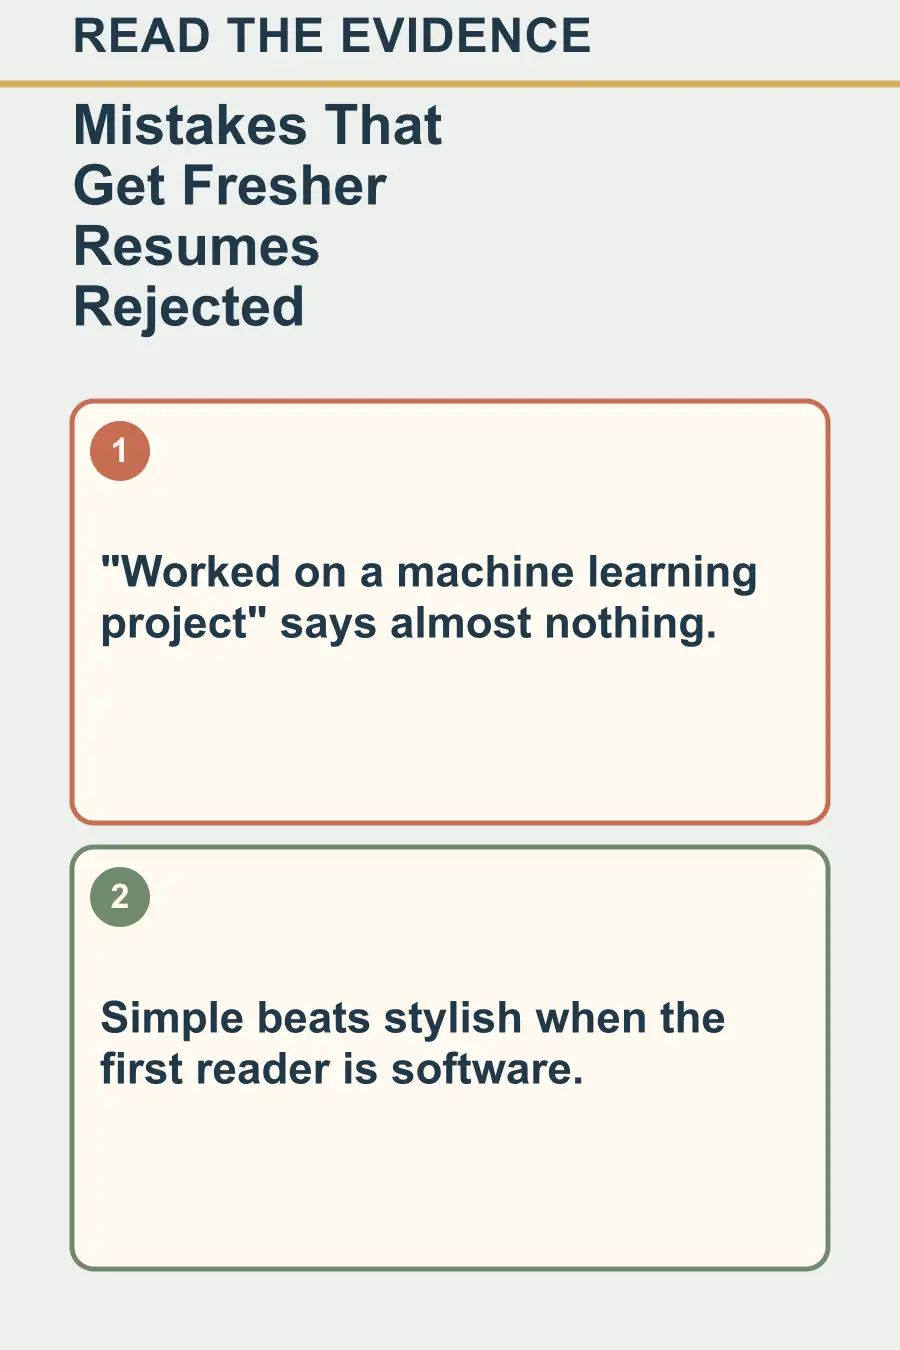 READ THE EVIDENCE
Mistakes That
Get Fresher
Resumes
Rejected
1
"Worked on a machine learning
project" says almost nothing.
2
Simple beats stylish when the
first reader is software.